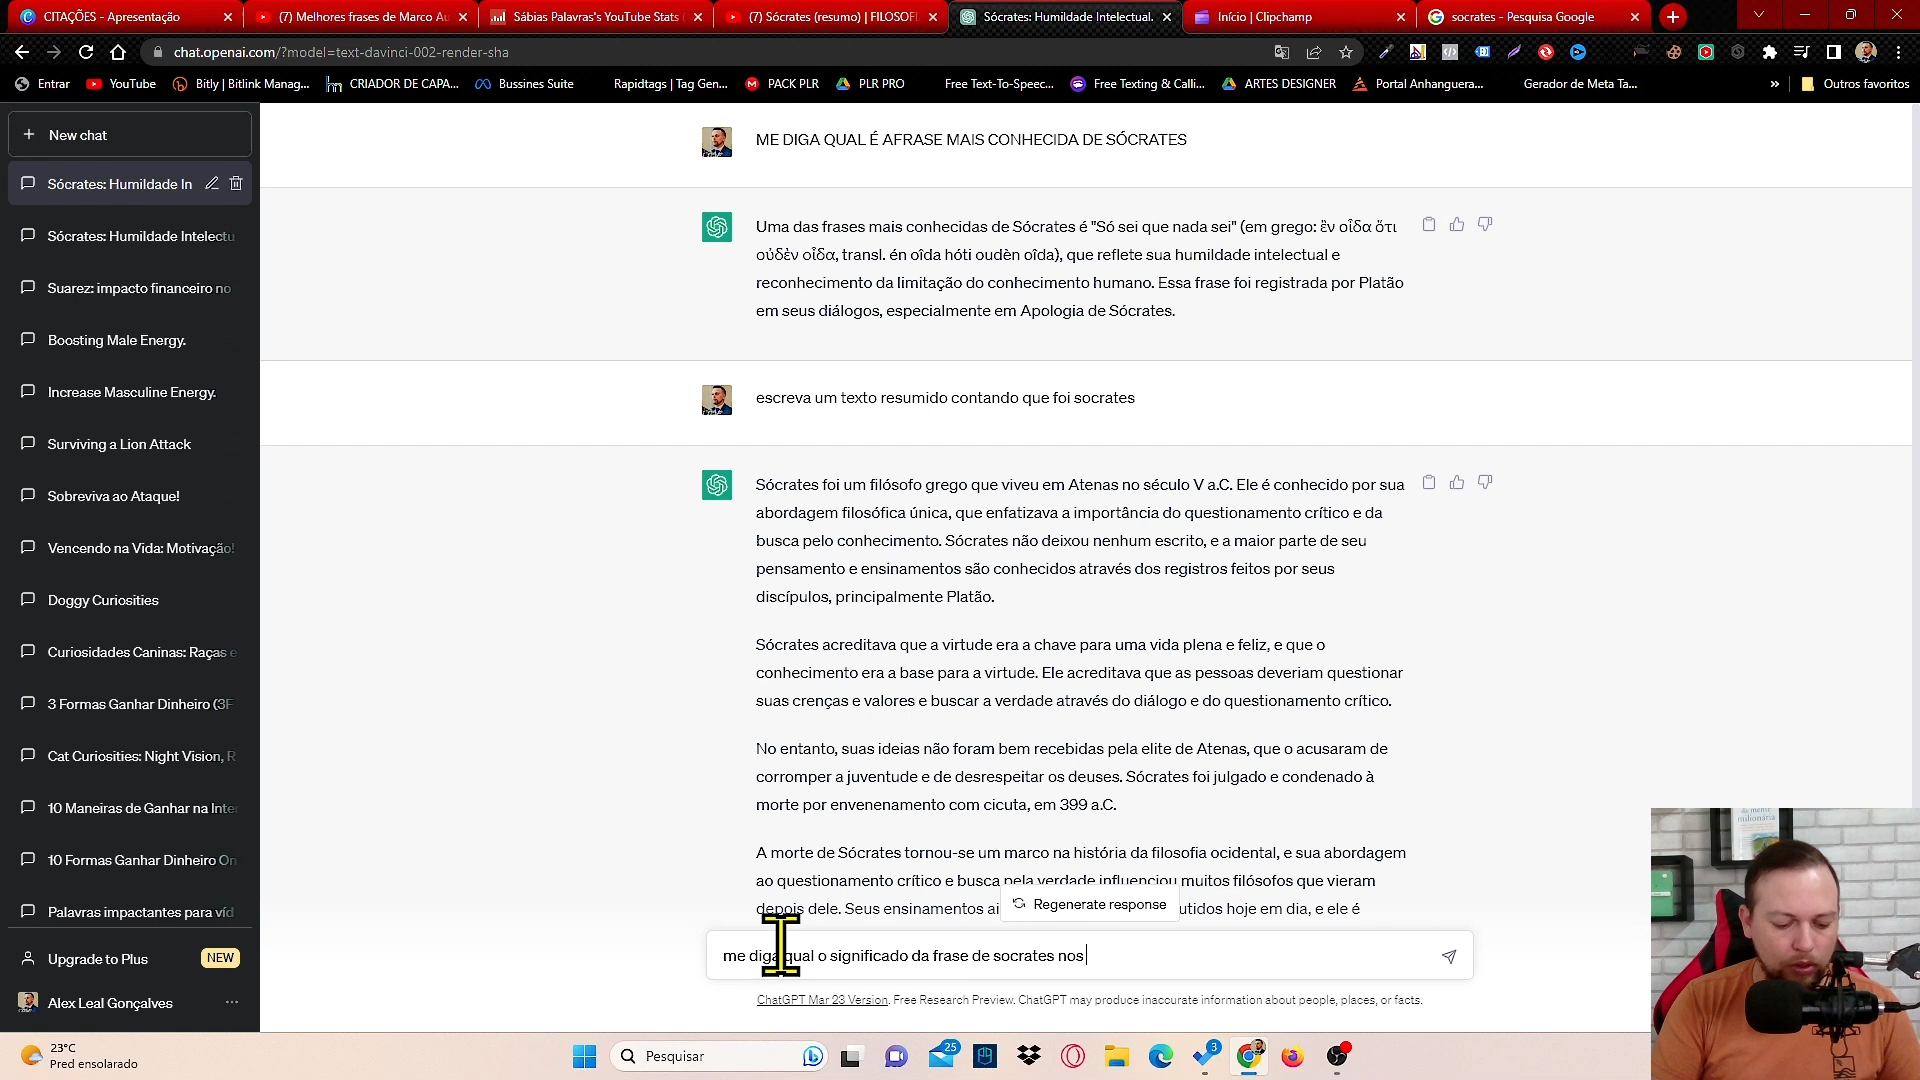 CITAÇÕES - Apresentação
(7) Melhores frases de Marco Au
Sábias Palavras's YouTube Stats (
(7) Sócrates (resumo) | FILOSOFI
Sócrates: Humildade Intelectual.
Início | Clipchamp
socrates - Pesquisa Google
chat.openai.com/?model=text-davinci-002-render-sha
Entrar
YouTube
Bitly | Bitlink Manag...
CRIADOR DE CAPA...
Bussines Suite
Rapidtags | Tag Gen...
PACK PLR
PLR PRO
Free Text-To-Speec...
Free Texting & Calli...
ARTES DESIGNER
Portal Anhanguera...
Gerador de Meta Ta...
»
Outros favoritos
+ New chat
Sócrates: Humildade In
Sócrates: Humildade Intelectu
Suarez: impacto financeiro no
Boosting Male Energy.
Increase Masculine Energy.
Surviving a Lion Attack
Sobreviva ao Ataque!
Vencendo na Vida: Motivação!
Doggy Curiosities
Curiosidades Caninas: Raças e
3 Formas Ganhar Dinheiro (3F
Cat Curiosities: Night Vision, R
10 Maneiras de Ganhar na Inter
10 Formas Ganhar Dinheiro On
Palavras impactantes para víd
Upgrade to Plus
NEW
Alex Leal Gonçalves
ME DIGA QUAL É AFRASE MAIS CONHECIDA DE SÓCRATES
Uma das frases mais conhecidas de Sócrates é "Só sei que nada sei" (em grego: ἓν οἶδα ὅτι
οὐδὲν οἶδα, transl. én oîda hóti oudèn oîda), que reflete sua humildade intelectual e
reconhecimento da limitação do conhecimento humano. Essa frase foi registrada por Platão
em seus diálogos, especialmente em Apologia de Sócrates.
escreva um texto resumido contando que foi socrates
Sócrates foi um filósofo grego que viveu em Atenas no século V a.C. Ele é conhecido por sua
abordagem filosófica única, que enfatizava a importância do questionamento crítico e da
busca pelo conhecimento. Sócrates não deixou nenhum escrito, e a maior parte de seu
pensamento e ensinamentos são conhecidos através dos registros feitos por seus
discípulos, principalmente Platão.
Sócrates acreditava que a virtude era a chave para uma vida plena e feliz, e que o
conhecimento era a base para a virtude. Ele acreditava que as pessoas deveriam questionar
suas crenças e valores e buscar a verdade através do diálogo e do questionamento crítico.
No entanto, suas ideias não foram bem recebidas pela elite de Atenas, que o acusaram de
corromper a juventude e de desrespeitar os deuses. Sócrates foi julgado e condenado à
morte por envenenamento com cicuta, em 399 a.C.
A morte de Sócrates tornou-se um marco na história da filosofia ocidental, e sua abordagem
ao questionamento crítico e busca pela verdade influenciou muitos filósofos que vieram
depois dele. Seus ensinamentos ai utidos hoje em dia, e ele é
Regenerate response
me diga qual o significado da frase de socrates nos
ChatGPT Mar 23 Version. Free Research Preview. ChatGPT may produce inaccurate information about people, places, or facts.
milionária
23°C
Pred ensolarado
Pesquisar
25
3